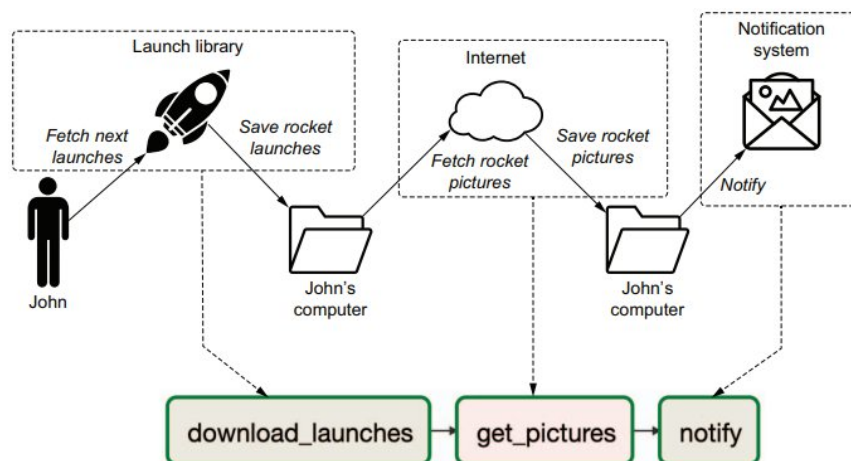 Launch library
Fetch next
launches
Save rocket
launches
John
John's
computer
Internet
Fetch rocket
pictures
Save rocket
pictures
John's
computer
Notification
system
Notify
download_launches
get_pictures
notify